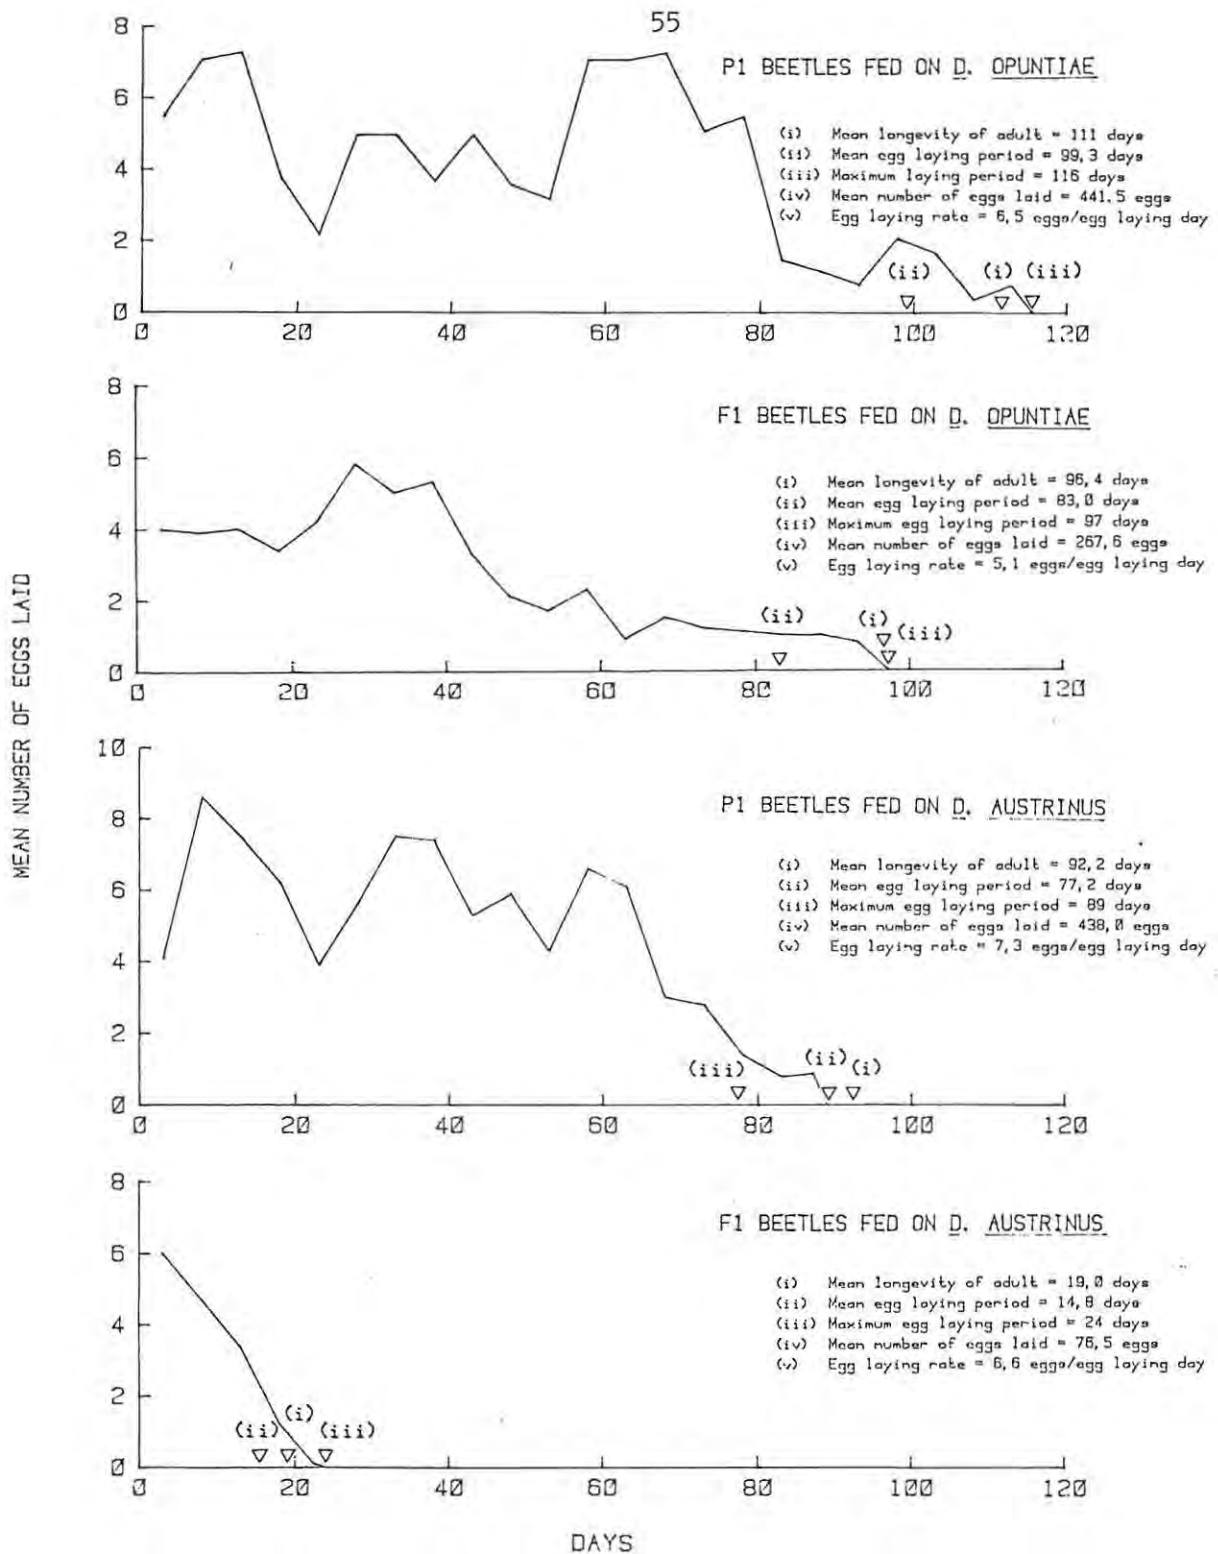 55
8
6
4
2
0
P1 BEETLES FED ON D. OPUNTIAE
(i) Mean longevity of adult = 111 days
(ii) Mean egg laying period = 99,3 days
(iii) Maximum laying period = 116 days
(iv) Mean number of eggs laid = 441,5 eggs
(v) Egg laying rate = 6,5 eggs/egg laying day
(ii) (i) (iii)
0 20 40 60 80 100 120
8
6
4
2
0
F1 BEETLES FED ON D. OPUNTIAE
(i) Mean longevity of adult = 96,4 days
(ii) Mean egg laying period = 83,0 days
(iii) Maximum egg laying period = 97 days
(iv) Mean number of eggs laid = 267,6 eggs
(v) Egg laying rate = 5,1 eggs/egg laying day
(ii) (i) (iii)
0 20 40 60 80 100 120
MEAN NUMBER OF EGGS LAID
10
8
6
4
2
0
P1 BEETLES FED ON D. AUSTRINUS
(i) Mean longevity of adult = 92,2 days
(ii) Mean egg laying period = 77,2 days
(iii) Maximum egg laying period = 89 days
(iv) Mean number of eggs laid = 438,0 eggs
(v) Egg laying rate = 7,3 eggs/egg laying day
(iii) (ii) (i)
0 20 40 60 80 100 120
8
6
4
2
0
F1 BEETLES FED ON D. AUSTRINUS
(i) Mean longevity of adult = 19,0 days
(ii) Mean egg laying period = 14,8 days
(iii) Maximum egg laying period = 24 days
(iv) Mean number of eggs laid = 76,5 eggs
(v) Egg laying rate = 6,6 eggs/egg laying day
(ii) (i) (iii)
0 20 40 60 80 100 120
DAYS